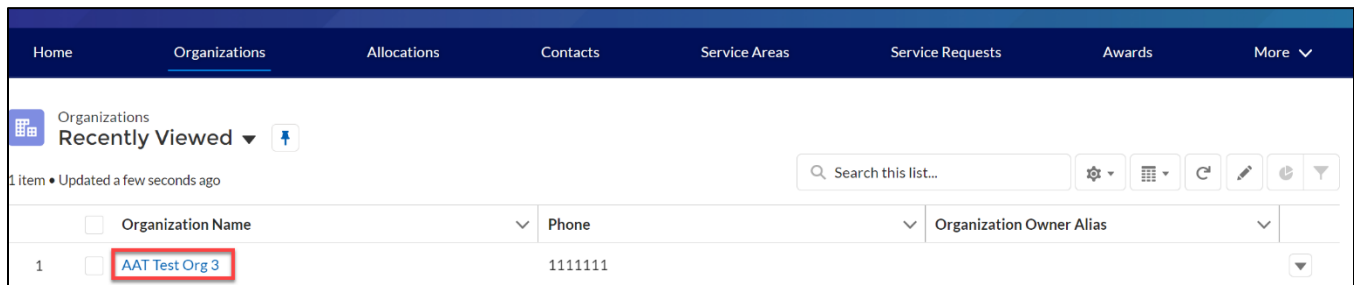 Home Organizations Allocations Contacts Service Areas Service Requests Awards More
Organizations
Recently Viewed
1 item • Updated a few seconds ago
Search this list...
Organization Name Phone Organization Owner Alias
1 AAT Test Org 3 1111111